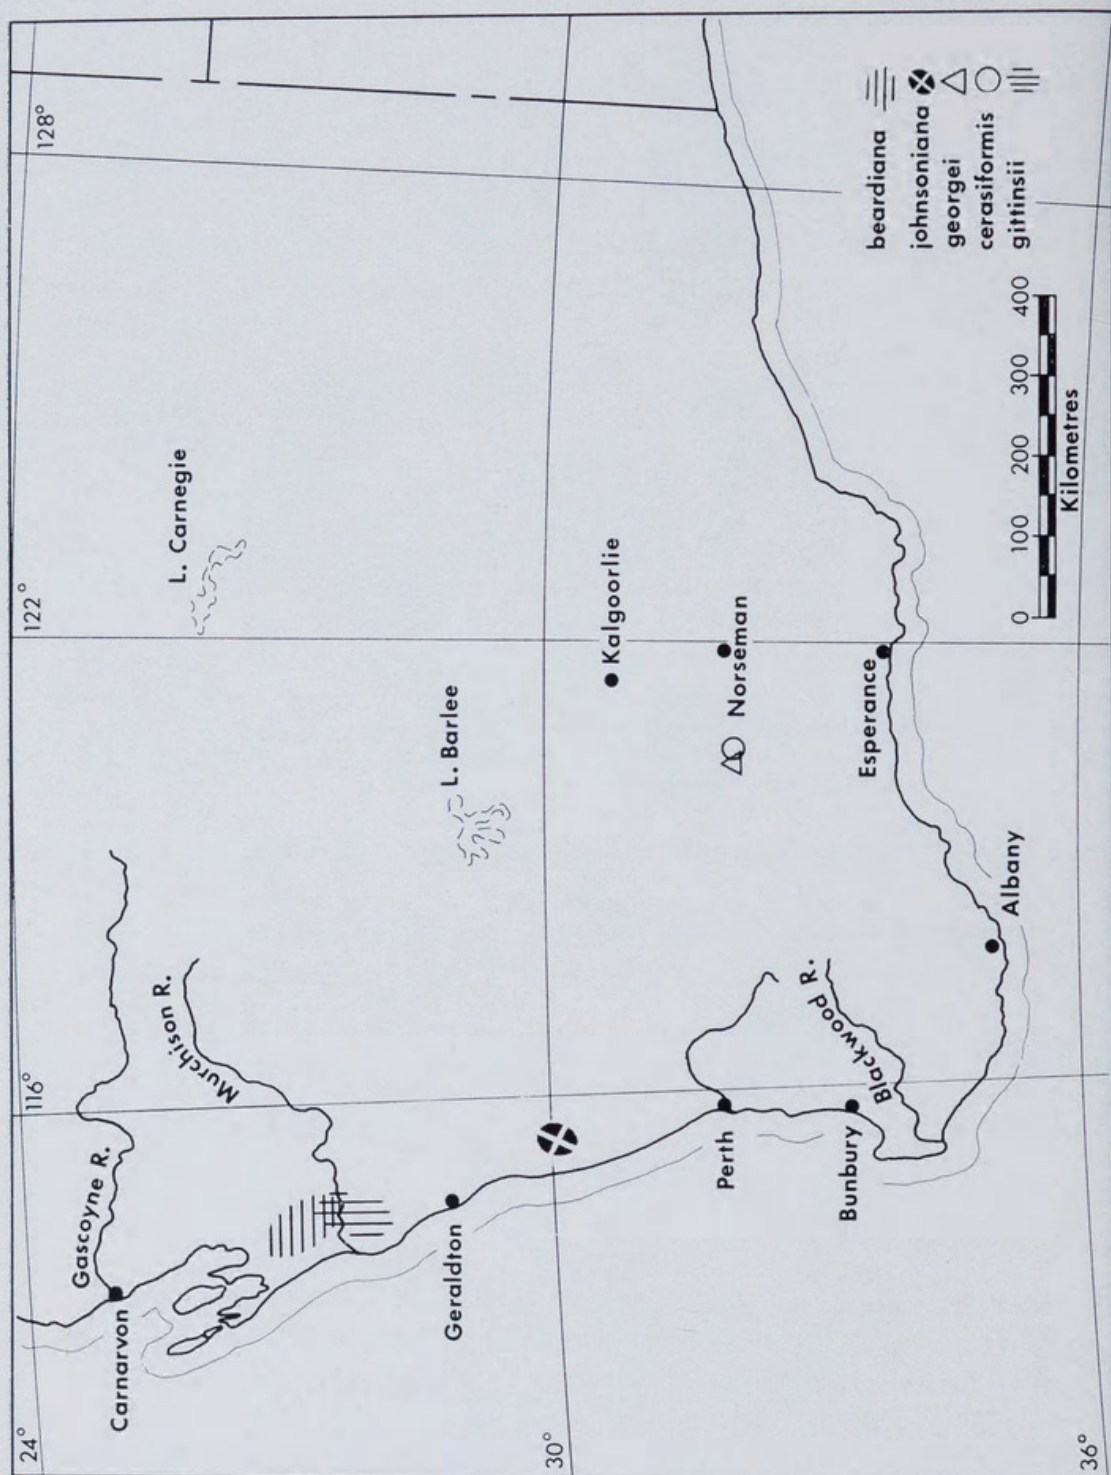 24°
30°
36°
116°
122°
128°
Carnarvon
Gascoyne R.
Murchison R.
Geraldton
L. Barlee
L. Carnegie
Kalgoorlie
Norseman
Perth
Bunbury
Blackwood R.
Albany
Esperance
beardiana
johnsoniana
georgei
cerasiformis
gittinsii
0 100 200 300 400
Kilometres